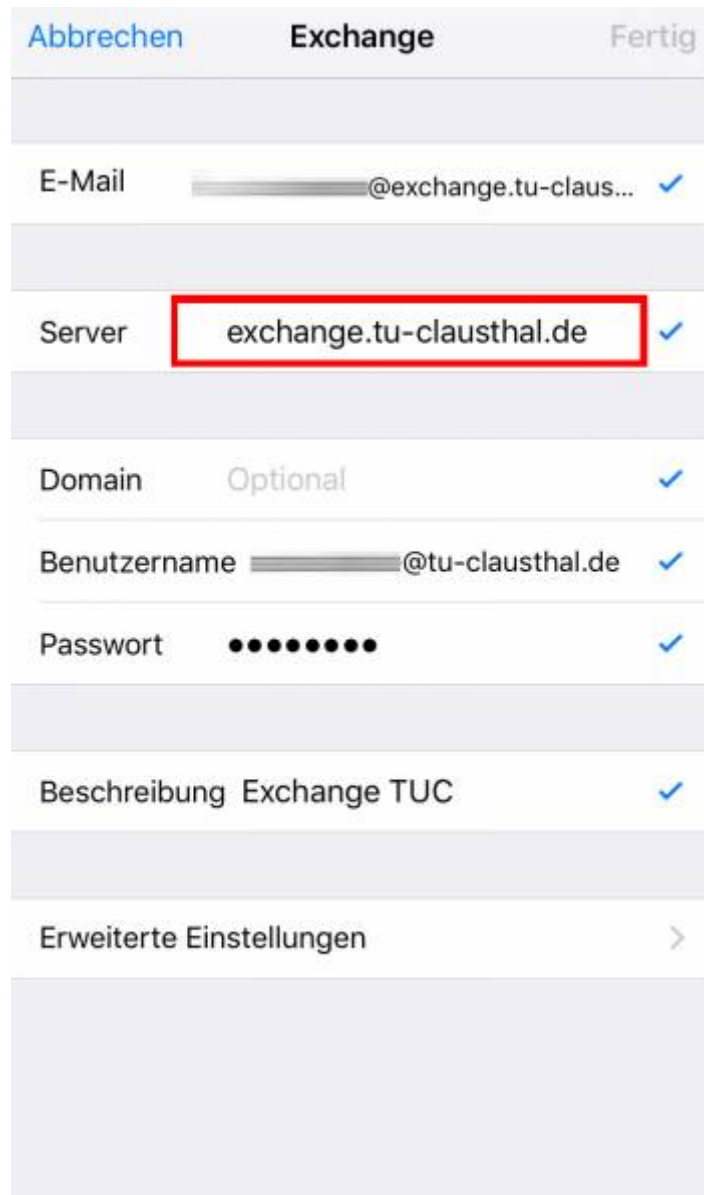 Abbrechen Exchange Fertig
E-Mail @exchange.tu-claus...
Server exchange.tu-clausthal.de
Domain Optional
Benutzername @tu-clausthal.de
Passwort ●●●●●●●●
Beschreibung Exchange TUC
Erweiterte Einstellungen